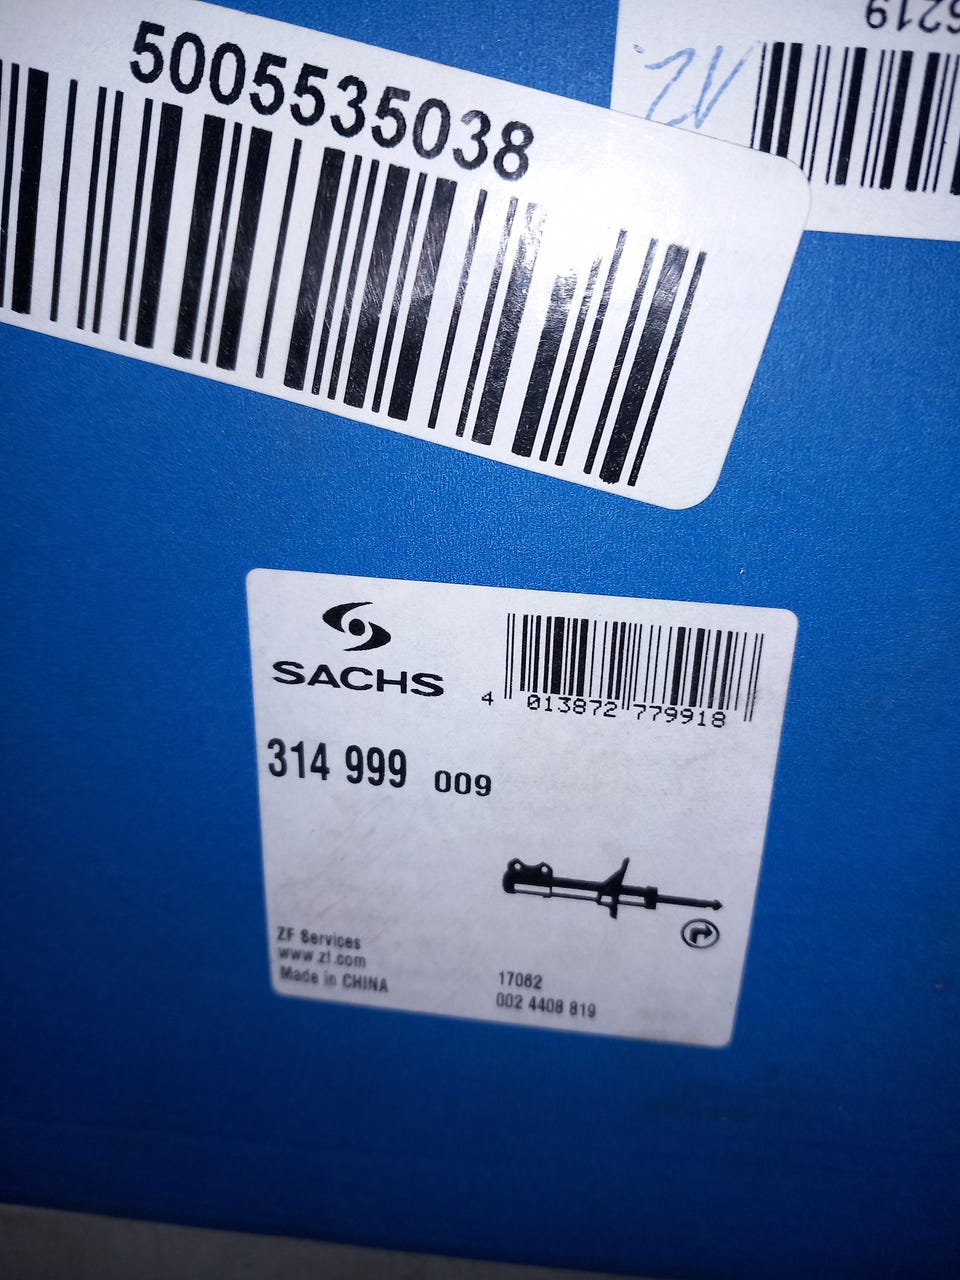 6219
5005535038
SACHS
4 013872 779918
314 999 009
ZF Services
www.zf.com
Made in CHINA
17062
002 4408 819